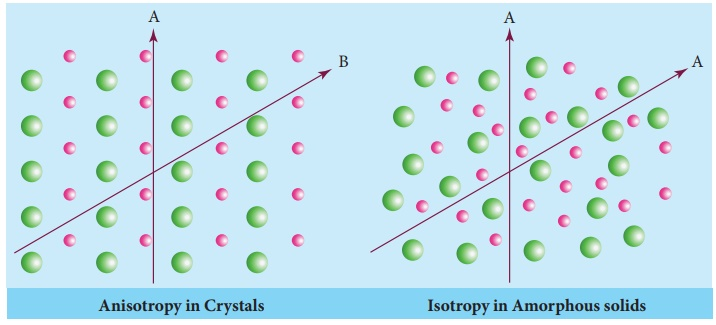 A
B
Anisotropy in Crystals
A
A
Isotropy in Amorphous solids